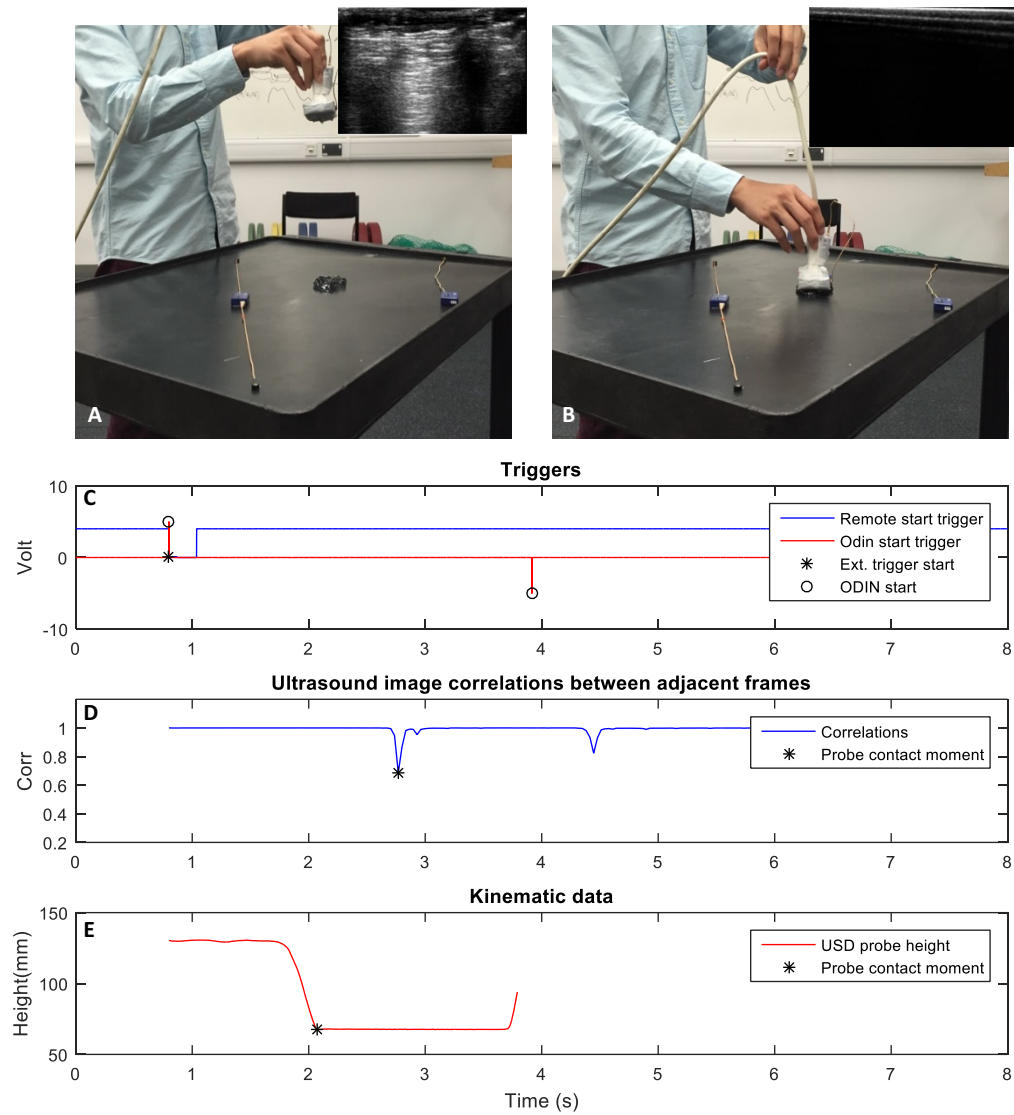 A
B
Triggers
C
10
0
-10
Volt
Remote start trigger
Odin start trigger
Ext. trigger start
ODIN start
0 1 2 3 4 5 6 7 8
Ultrasound image correlations between adjacent frames
D
1
0.8
0.6
0.4
0.2
Corr
Correlations
Probe contact moment
0 1 2 3 4 5 6 7 8
Kinematic data
E
150
100
50
Height(mm)
USD probe height
Probe contact moment
0 1 2 3 4 5 6 7 8
Time (s)